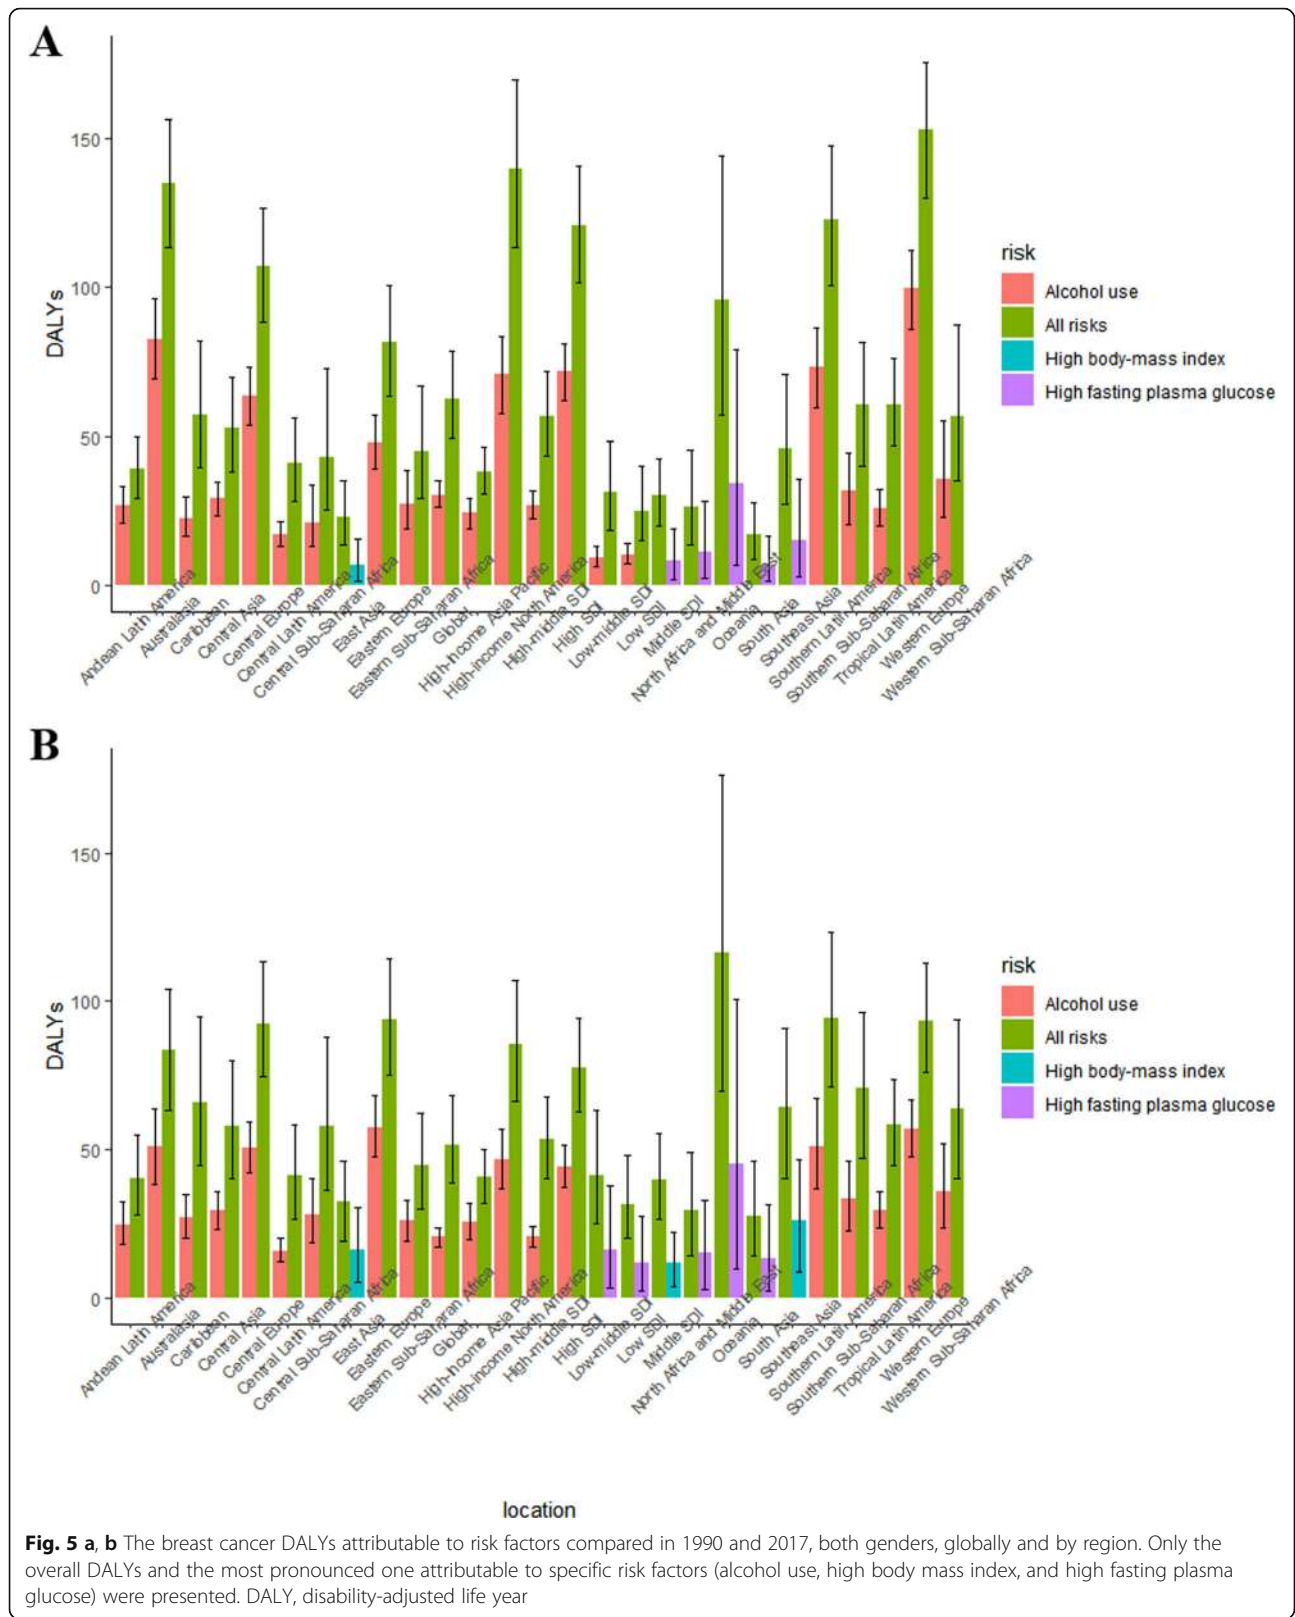 A
150
100
50
0
DALYs
risk
Alcohol use
All risks
High body-mass index
High fasting plasma glucose
Andean Latin America
Australasia
Caribbean
Central Asia
Central Europe
Central Latin America
Central Sub-Saharan Africa
East Asia
Eastern Europe
Eastern Sub-Saharan Africa
Global
High-income Asia Pacific
High-income North America
High-middle SDI
High SDI
Low-middle SDI
Low SDI
Middle SDI
North Africa and Middle East
Oceania
South Asia
Southeast Asia
Southern Latin America
Southern Sub-Saharan Africa
Tropical Latin America
Western Europe
Western Sub-Saharan Africa
B
150
100
50
0
DALYs
risk
Alcohol use
All risks
High body-mass index
High fasting plasma glucose
Andean Latin America
Australasia
Caribbean
Central Asia
Central Europe
Central Latin America
Central Sub-Saharan Africa
East Asia
Eastern Europe
Eastern Sub-Saharan Africa
Global
High-income Asia Pacific
High-income North America
High-middle SDI
High SDI
Low-middle SDI
Low SDI
Middle SDI
North Africa and Middle East
Oceania
South Asia
Southeast Asia
Southern Latin America
Southern Sub-Saharan Africa
Tropical Latin America
Western Europe
Western Sub-Saharan Africa
location
Fig. 5 a, b The breast cancer DALYs attributable to risk factors compared in 1990 and 2017, both genders, globally and by region. Only the
overall DALYs and the most pronounced one attributable to specific risk factors (alcohol use, high body mass index, and high fasting plasma
glucose) were presented. DALY, disability-adjusted life year